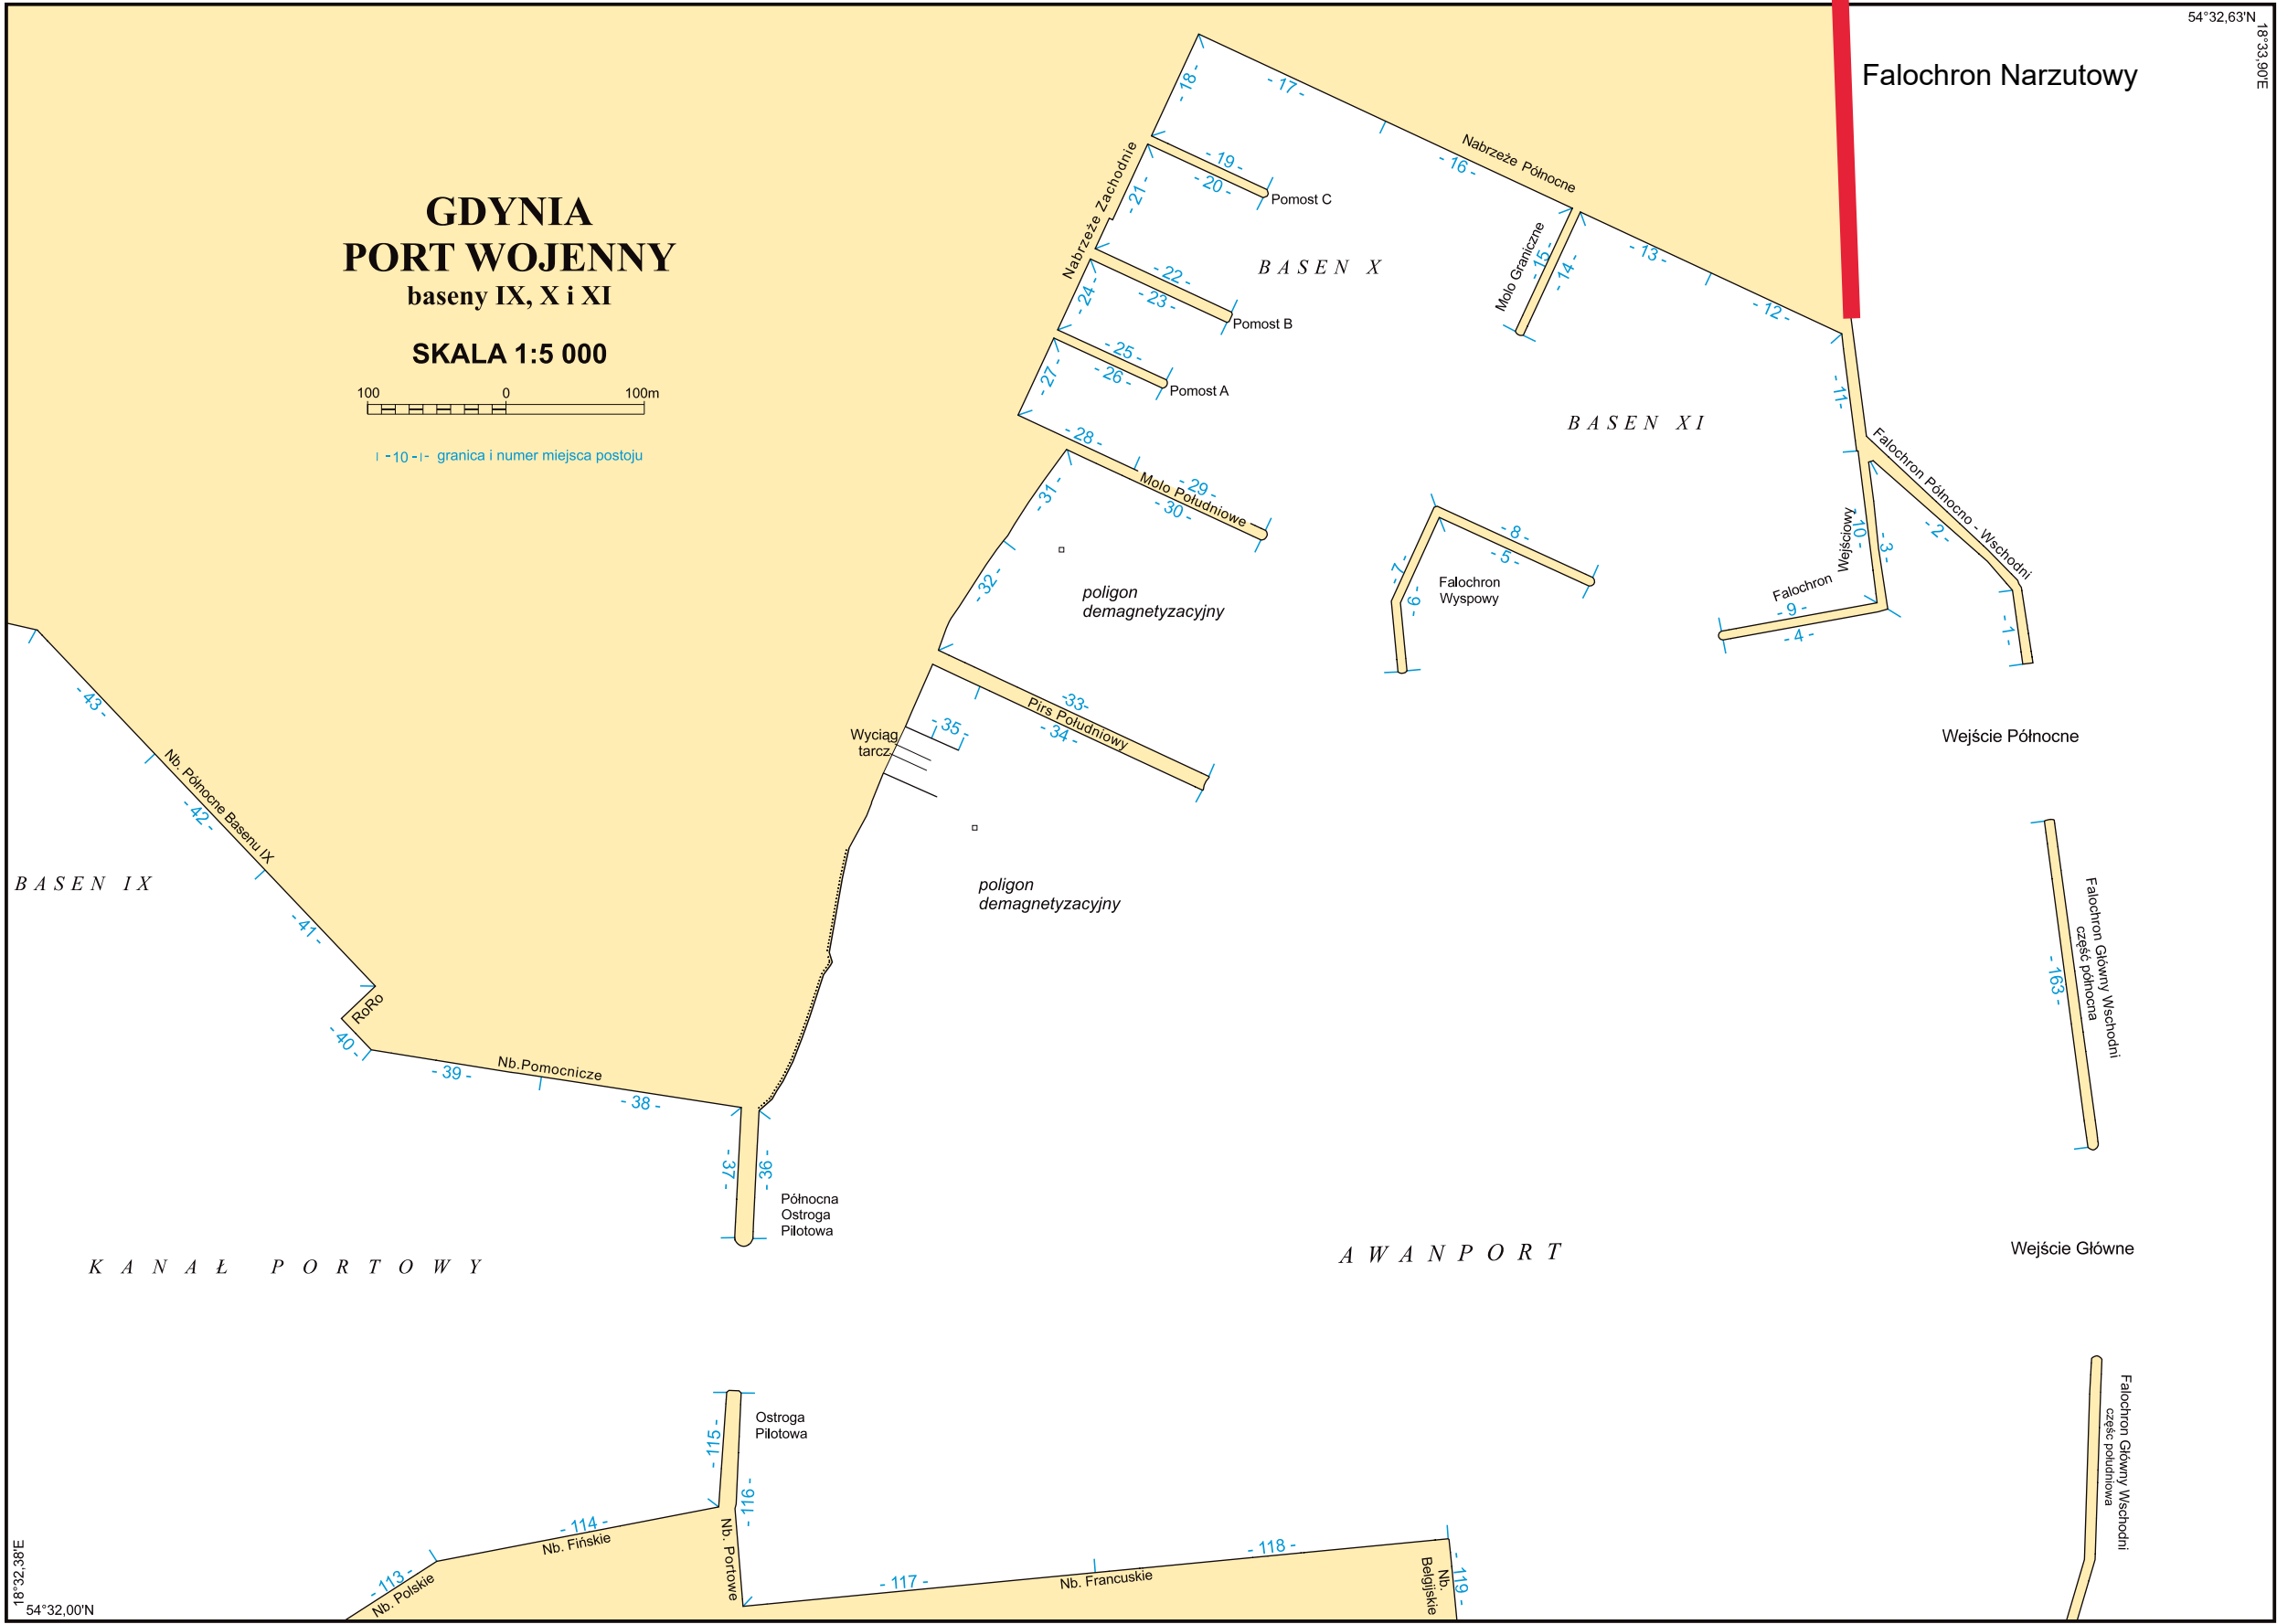 54°32,63'N
18°33,90'E
Falochron Narzutowy
GDYNIA
PORT WOJENNY
baseny IX, X i XI
SKALA 1:5 000
100 0 100m
-10- granica i numer miejsca postoju
- 18 -
- 17 -
- 16 -
Nabrzeże Północne
Nabrzeże Zachodnie
- 19 -
- 20 -
Pomost C
- 21 -
- 22 -
- 23 -
Pomost B
- 24 -
- 25 -
- 26 -
Pomost A
- 27 -
BASEN X
Molo Graniczne
- 15 -
- 14 -
- 13 -
- 12 -
- 11-
BASEN XI
- 28 -
- 29 -
Molo Południowe
- 30 -
- 31 -
- 32 -
poligon
demagnetyzacyjny
- 7 -
- 6 -
- 8 -
- 5 -
Falochron
Wyspowy
Falochron
Wejściowy
- 10 -
- 3 -
- 9 -
- 4 -
Falochron Północno - Wschodni
- 2 -
- 1 -
Wejście Północne
-33-
Pirs Południowy
- 34 -
- 35 -
Wyciąg
tarcz
poligon
demagnetyzacyjny
- 43 -
Nb. Północne Basenu IX
- 42 -
- 41 -
BASEN IX
RoRo
- 40 -
- 39 -
Nb.Pomocnicze
- 38 -
- 37 -
- 36 -
Północna
Ostroga
Pilotowa
- 163 -
Falochron Główny Wschodni
część północna
KANAŁ PORTOWY
AWANPORT
Wejście Główne
Ostroga
Pilotowa
- 115 -
- 116 -
- 114 -
Nb. Fińskie
- 113 -
Nb. Polskie
Nb. Portowe
- 117 -
Nb. Francuskie
- 118 -
Nb.
Belgijskie
- 119 -
Falochron Główny Wschodni
częśc południowa
18°32,38'E
54°32,00'N